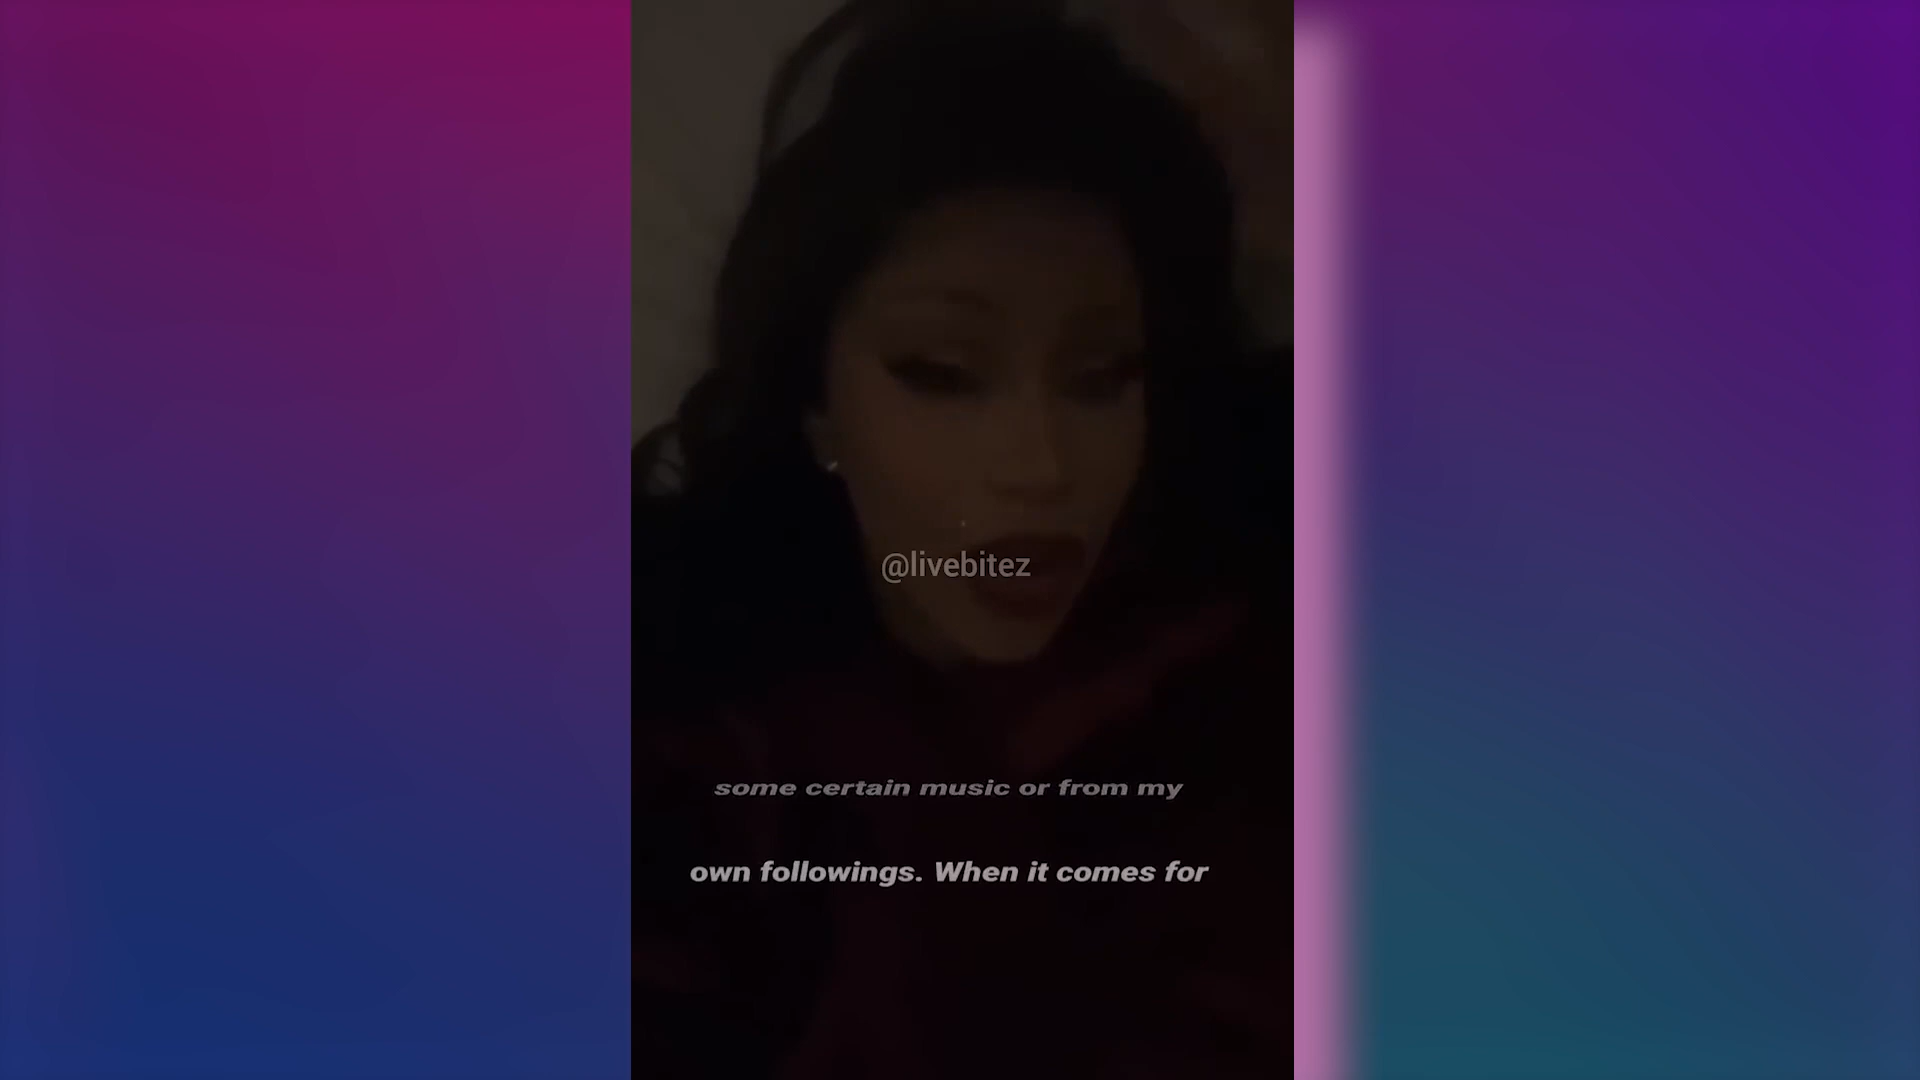 @livebitez
some certain music or from my
own followings. When it comes for